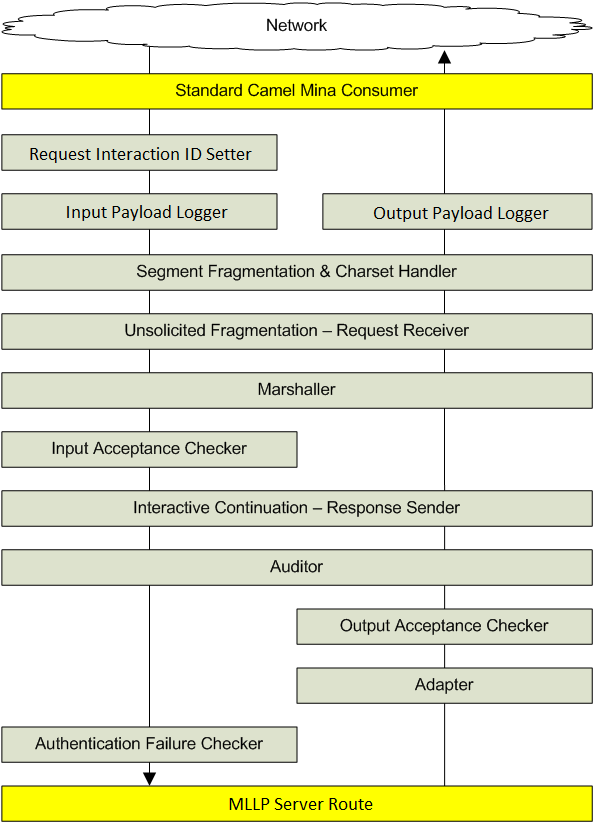 Network
Standard Camel Mina Consumer
Request Interaction ID Setter
Input Payload Logger
Output Payload Logger
Segment Fragmentation & Charset Handler
Unsolicited Fragmentation – Request Receiver
Marshaller
Input Acceptance Checker
Interactive Continuation – Response Sender
Auditor
Output Acceptance Checker
Adapter
Authentication Failure Checker
MLLP Server Route